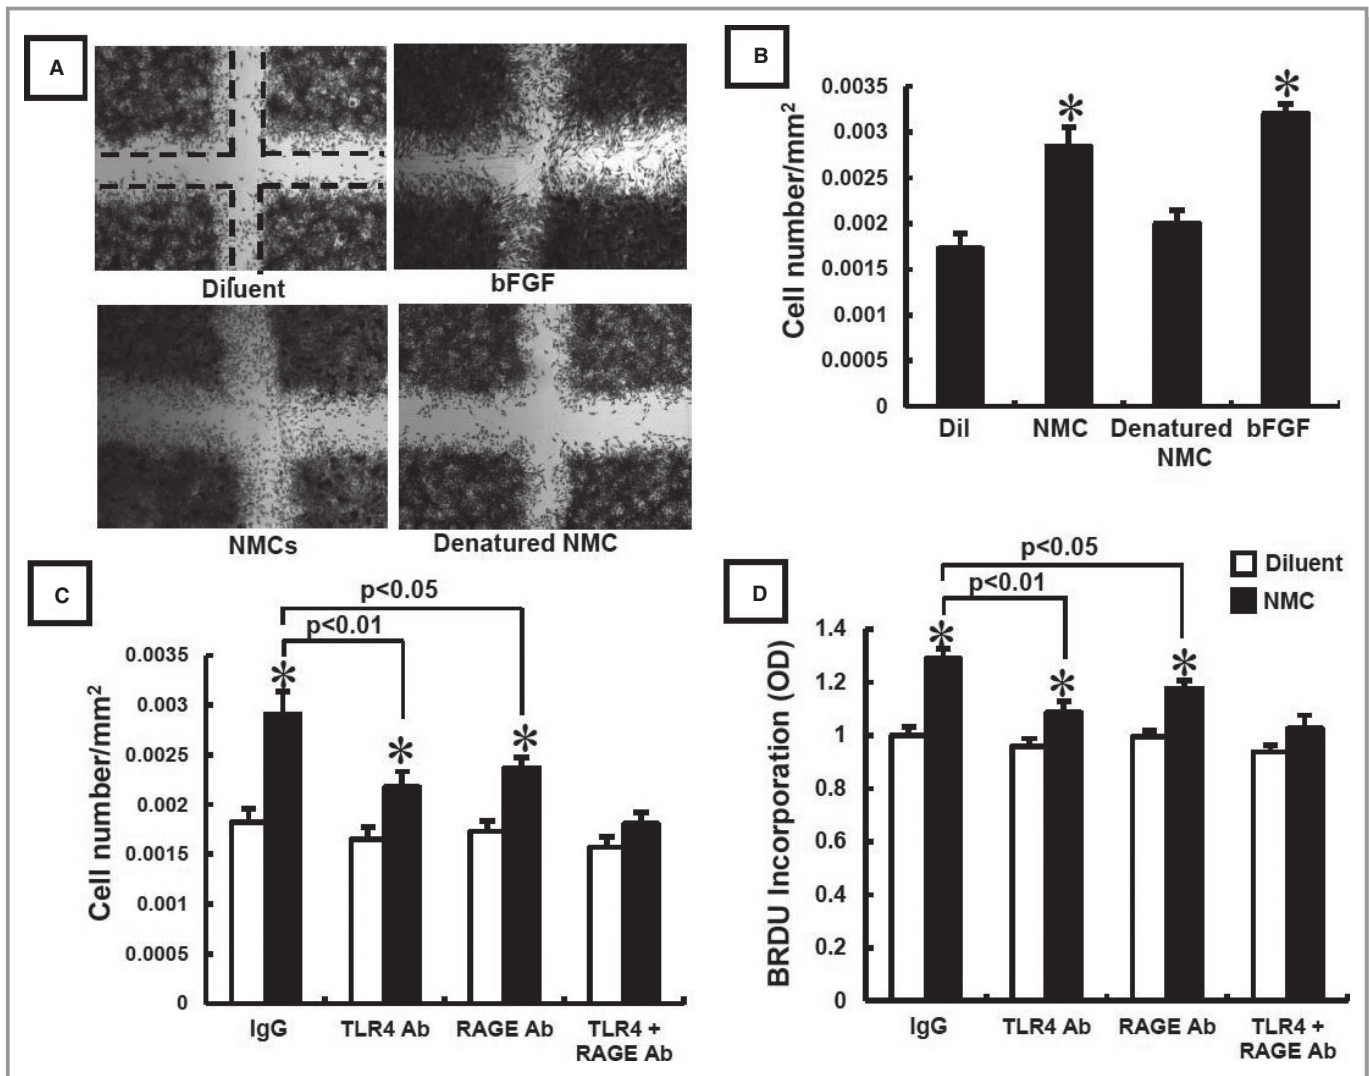 A
Diluent
bFGF
NMCs
Denatured NMC
B
Cell number/mm²
0.0035
0.003
0.0025
0.002
0.0015
0.001
0.0005
0
*
*
Dil
NMC
Denatured
NMC
bFGF
C
p<0.05
p<0.01
Cell number/mm²
0.0035
0.003
0.0025
0.002
0.0015
0.001
0.0005
0
*
*
*
IgG
TLR4 Ab
RAGE Ab
TLR4 +
RAGE Ab
D
p<0.05
p<0.01
Diluent
NMC
BRDU Incorporation (OD)
1.4
1.2
1
0.8
0.6
0.4
0.2
0
*
*
*
IgG
TLR4 Ab
RAGE Ab
TLR4 +
RAGE Ab